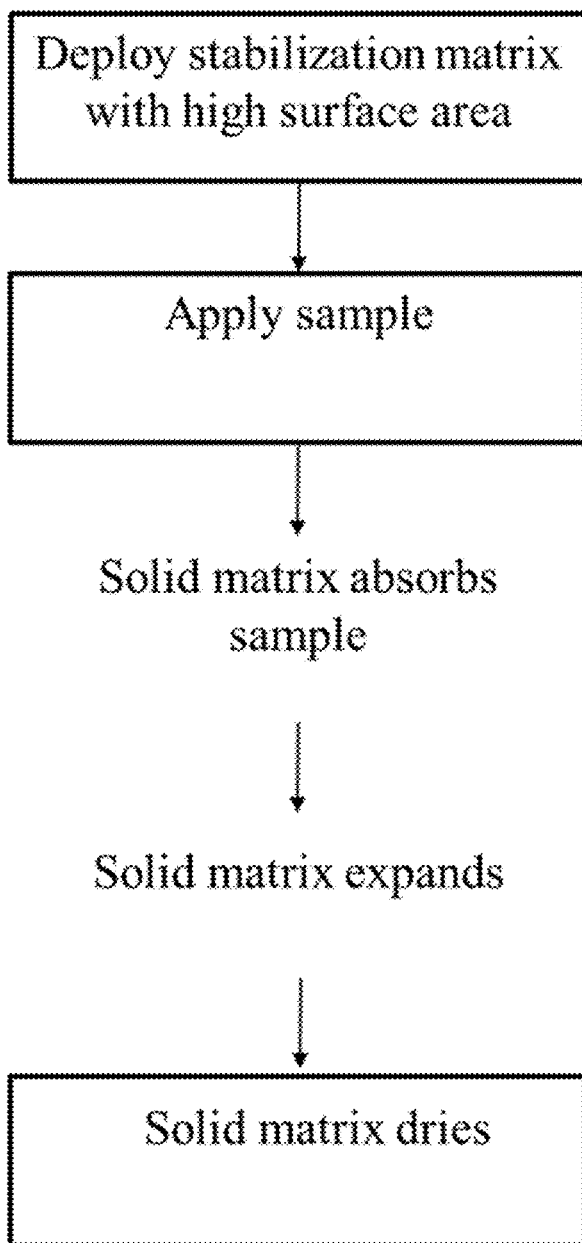 Deploy stabilization matrix
with high surface area
Apply sample
Solid matrix absorbs
sample
Solid matrix expands
Solid matrix dries